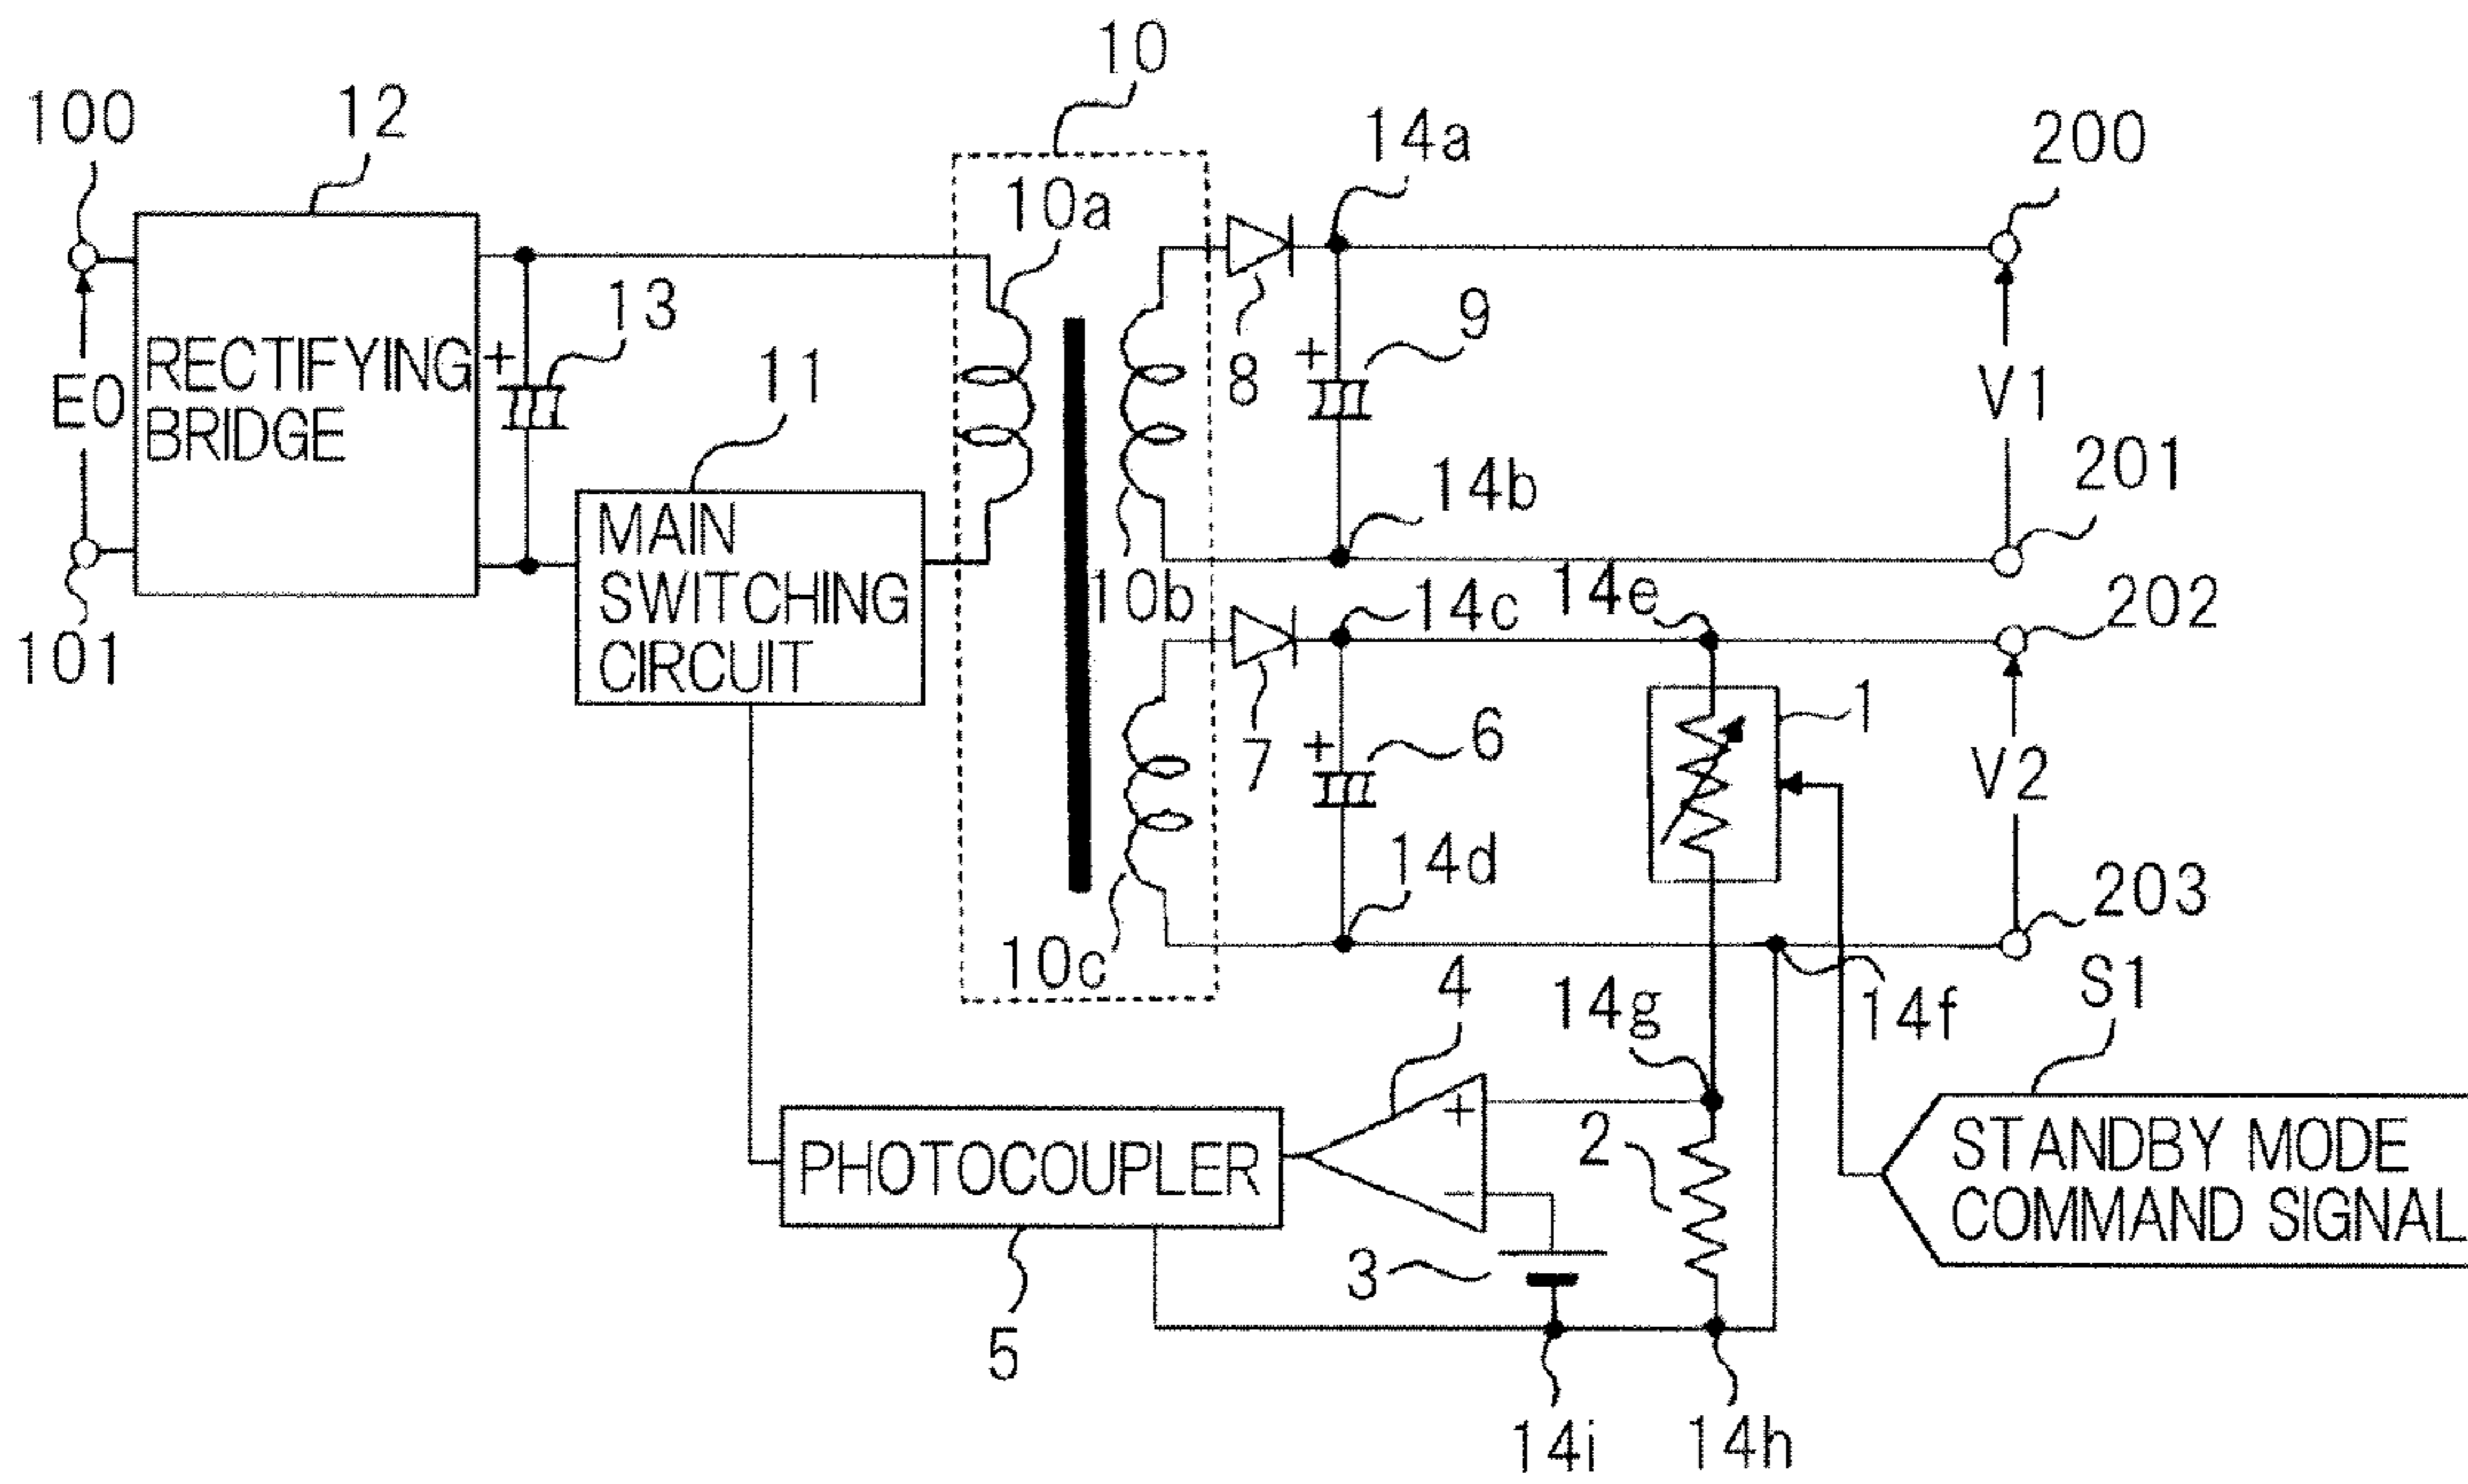 10
100
12
14a
200
10a
13
9
11
E0
RECTIFYING
BRIDGE
+
8
+
V1
14b
201
MAIN
SWITCHING
CIRCUIT
10b
14c
14e
202
101
7
+
6
1
V2
14d
203
10c
4
14g
14f
S1
+
−
PHOTOCOUPLER
2
STANDBY MODE
COMMAND SIGNAL
3
5
14i
14h